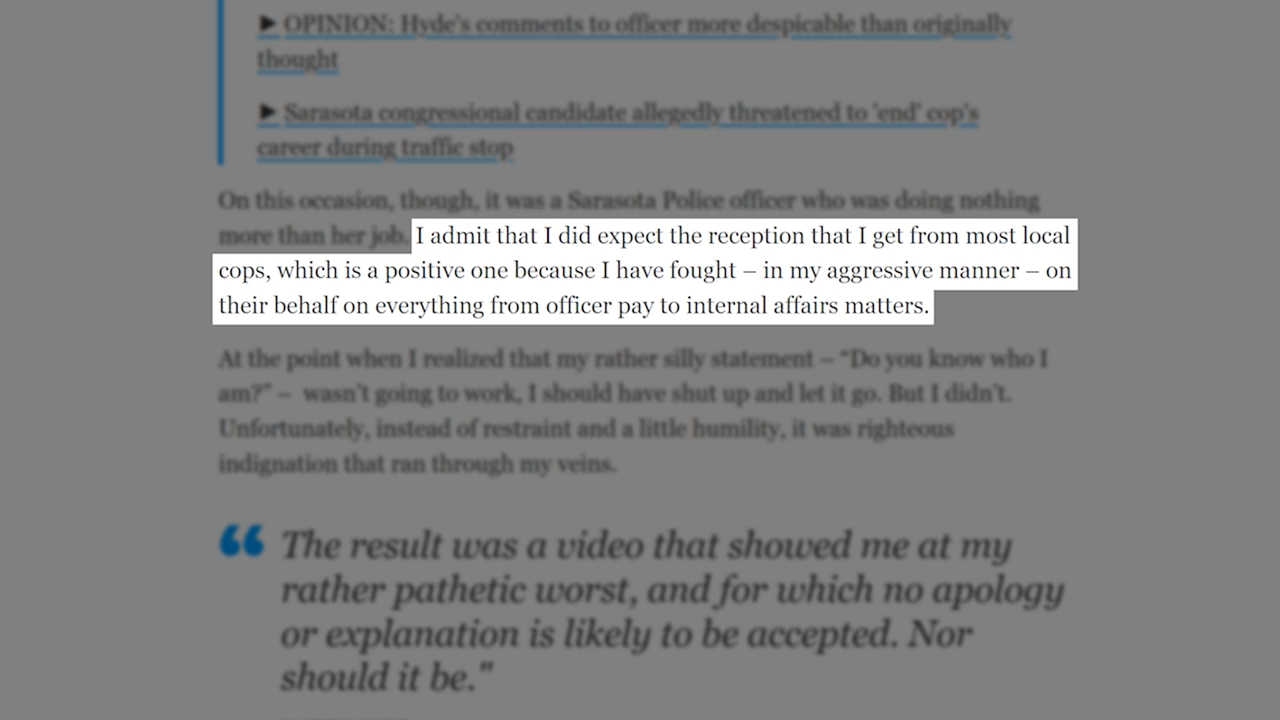 ► OPINION: Hyde's comments to officer more despicable than originally
thought
► Sarasota congressional candidate allegedly threatened to 'end' cop's
career during traffic stop
On this occasion, though, it was a Sarasota Police officer who was doing nothing
more than her job. I admit that I did expect the reception that I get from most local
cops, which is a positive one because I have fought – in my aggressive manner – on
their behalf on everything from officer pay to internal affairs matters.
At the point when I realized that my rather silly statement – “Do you know who I
am?” – wasn’t going to work, I should have shut up and let it go. But I didn’t.
Unfortunately, instead of restraint and a little humility, it was righteous
indignation that ran through my veins.
“ The result was a video that showed me at my
rather pathetic worst, and for which no apology
or explanation is likely to be accepted. Nor
should it be."